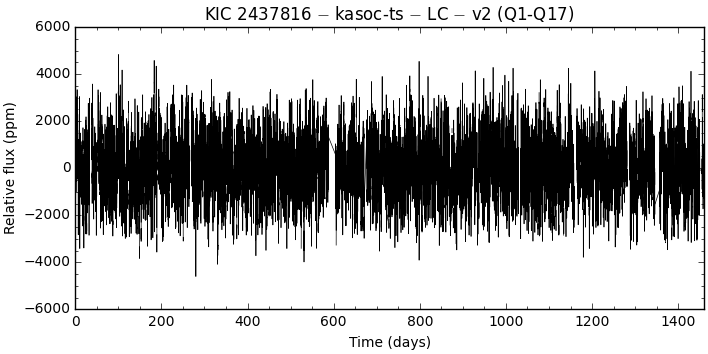 KIC 2437816 − kasoc-ts − LC − v2 (Q1-Q17)
6000
4000
2000
0
−2000
−4000
−6000
Relative flux (ppm)
0 200 400 600 800 1000 1200 1400
Time (days)